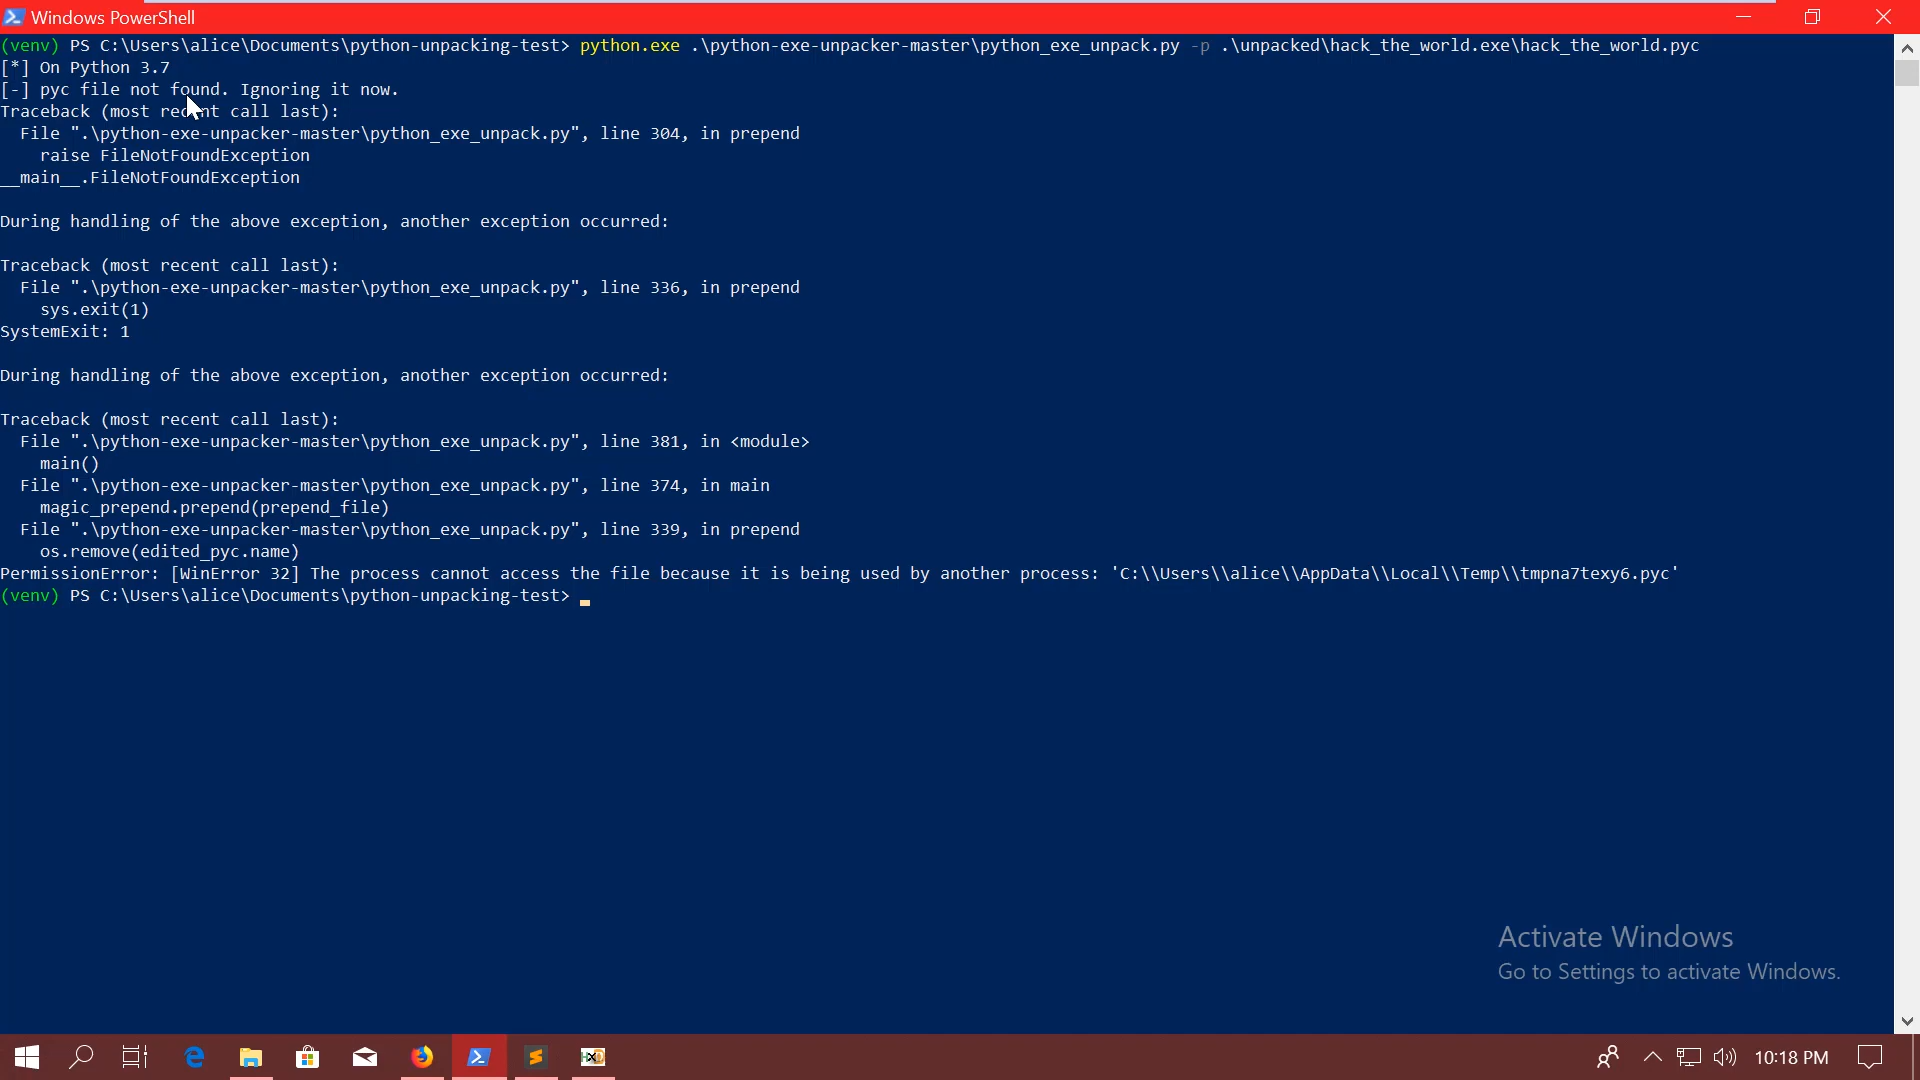 Windows PowerShell
(venv) PS C:\Users\alice\Documents\python-unpacking-test> python.exe .\python-exe-unpacker-master\python_exe_unpack.py -p .\unpacked\hack_the_world.exe\hack_the_world.pyc
[*] On Python 3.7
[-] pyc file not found. Ignoring it now.
Traceback (most recent call last):
  File ".\python-exe-unpacker-master\python_exe_unpack.py", line 304, in prepend
    raise FileNotFoundException
__main__.FileNotFoundException
During handling of the above exception, another exception occurred:
Traceback (most recent call last):
  File ".\python-exe-unpacker-master\python_exe_unpack.py", line 336, in prepend
    sys.exit(1)
SystemExit: 1
During handling of the above exception, another exception occurred:
Traceback (most recent call last):
  File ".\python-exe-unpacker-master\python_exe_unpack.py", line 381, in <module>
    main()
  File ".\python-exe-unpacker-master\python_exe_unpack.py", line 374, in main
    magic_prepend.prepend(prepend_file)
  File ".\python-exe-unpacker-master\python_exe_unpack.py", line 339, in prepend
    os.remove(edited_pyc.name)
PermissionError: [WinError 32] The process cannot access the file because it is being used by another process: 'C:\\Users\\alice\\AppData\\Local\\Temp\\tmpna7texy6.pyc'
(venv) PS C:\Users\alice\Documents\python-unpacking-test>
Activate Windows
Go to Settings to activate Windows.
10:18 PM